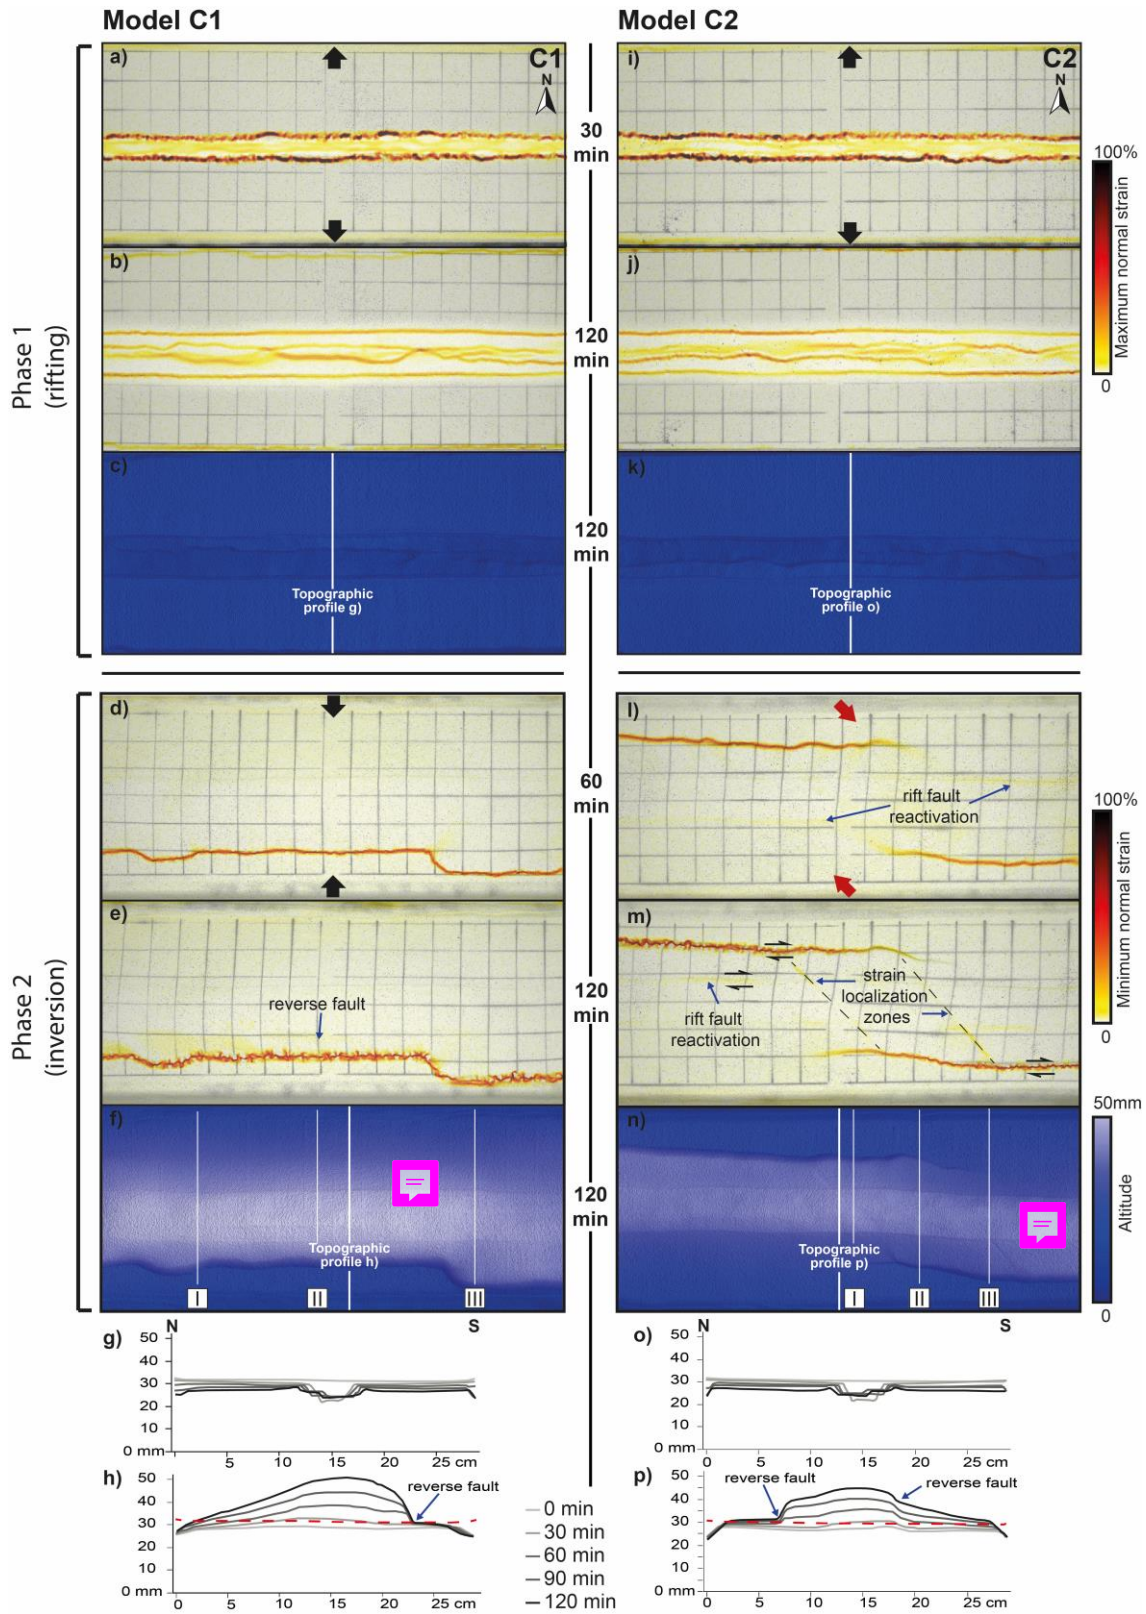 Model C1
Model C2
a)
C1
N
i)
C2
N
30
min
100%
Maximum normal strain
0
Phase 1
(rifting)
b)
j)
120
min
c)
k)
120
min
Topographic
profile g)
Topographic
profile o)
d)
l)
60
min
rift fault
reactivation
100%
Minimum normal strain
0
Phase 2
(inversion)
e)
m)
reverse fault
120
min
strain
localization
zones
rift fault
reactivation
f)
n)
50mm
Altitude
0
120
min
Topographic
profile h)
Topographic
profile p)
I
II
III
I
II
III
g)
N
S
50
40
30
20
10
0 mm
0
5
10
15
20
25 cm
o)
N
S
50
40
30
20
10
0 mm
0
5
10
15
20
25 cm
h)
50
40
30
20
10
0 mm
0
5
10
15
20
25 cm
reverse fault
0 min
30 min
60 min
90 min
120 min
p)
50
40
30
20
10
0 mm
0
5
10
15
20
25 cm
reverse fault
reverse fault